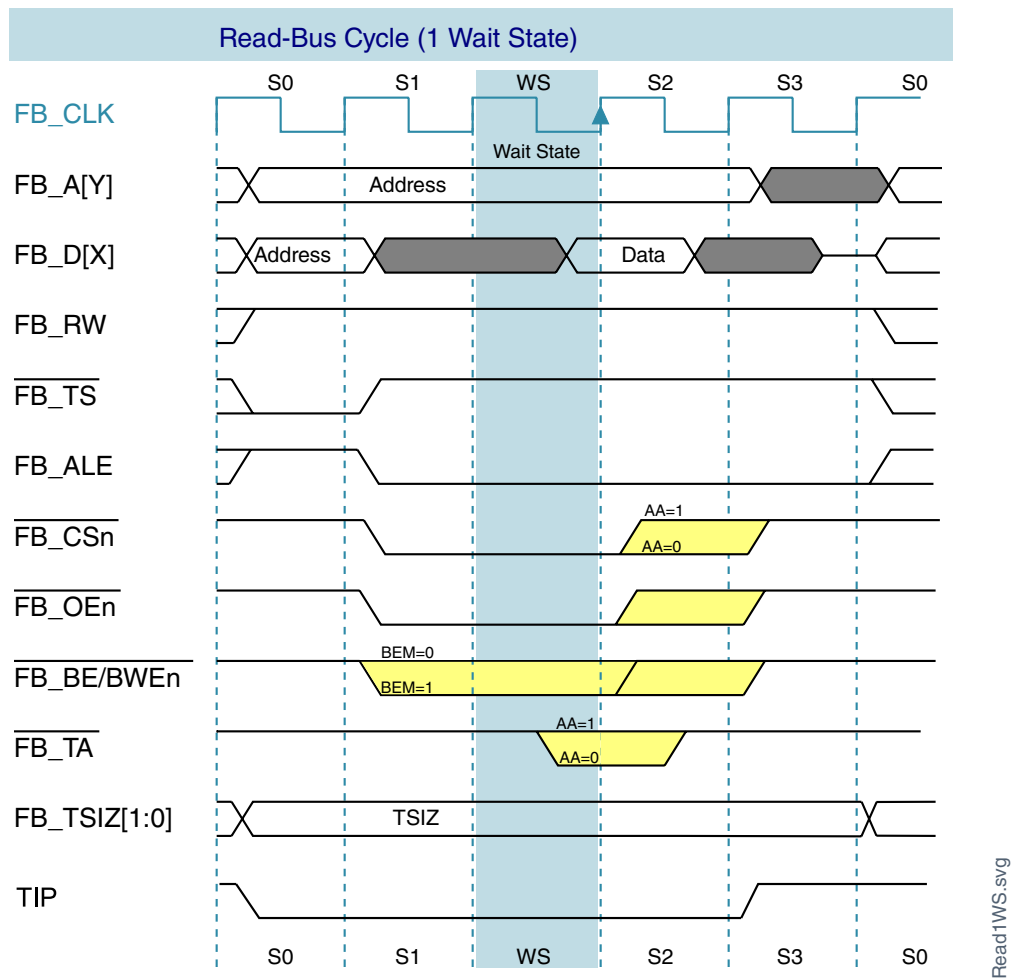 Read-Bus Cycle (1 Wait State)
S0 S1 WS S2 S3 S0
FB_CLK
Wait State
FB_A[Y] Address
FB_D[X] Address Data
FB_RW
FB_TS
FB_ALE
AA=1
FB_CSn AA=0
FB_OEn
BEM=0
FB_BE/BWEn BEM=1
AA=1
FB_TA AA=0
FB_TSIZ[1:0] TSIZ
TIP
S0 S1 WS S2 S3 S0
Read1WS.svg